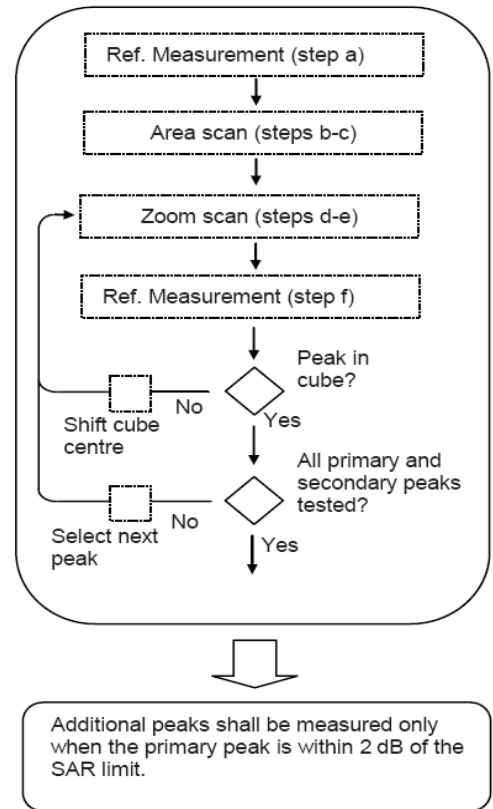 Ref. Measurement (step a)
Area scan (steps b-c)
Zoom scan (steps d-e)
Ref. Measurement (step f)
Peak in
cube?
No
Shift cube
centre
Yes
All primary and
secondary peaks
tested?
No
Select next
peak
Yes
Additional peaks shall be measured only
when the primary peak is within 2 dB of the
SAR limit.